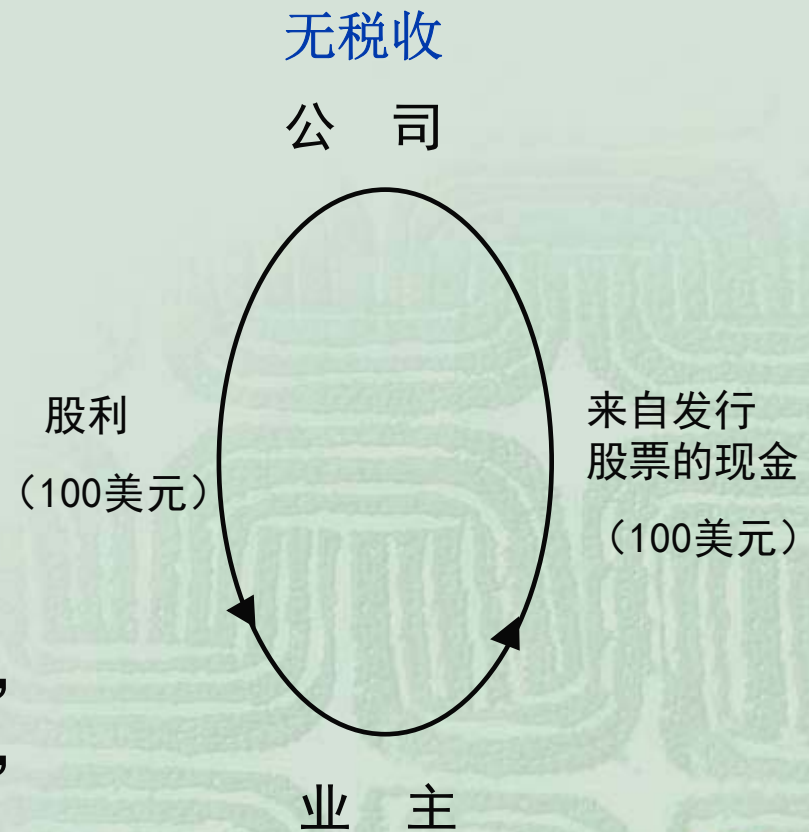 无税收
公 司
股利
（100美元）
来自发行
股票的现金
（100美元）
，
，
业 主